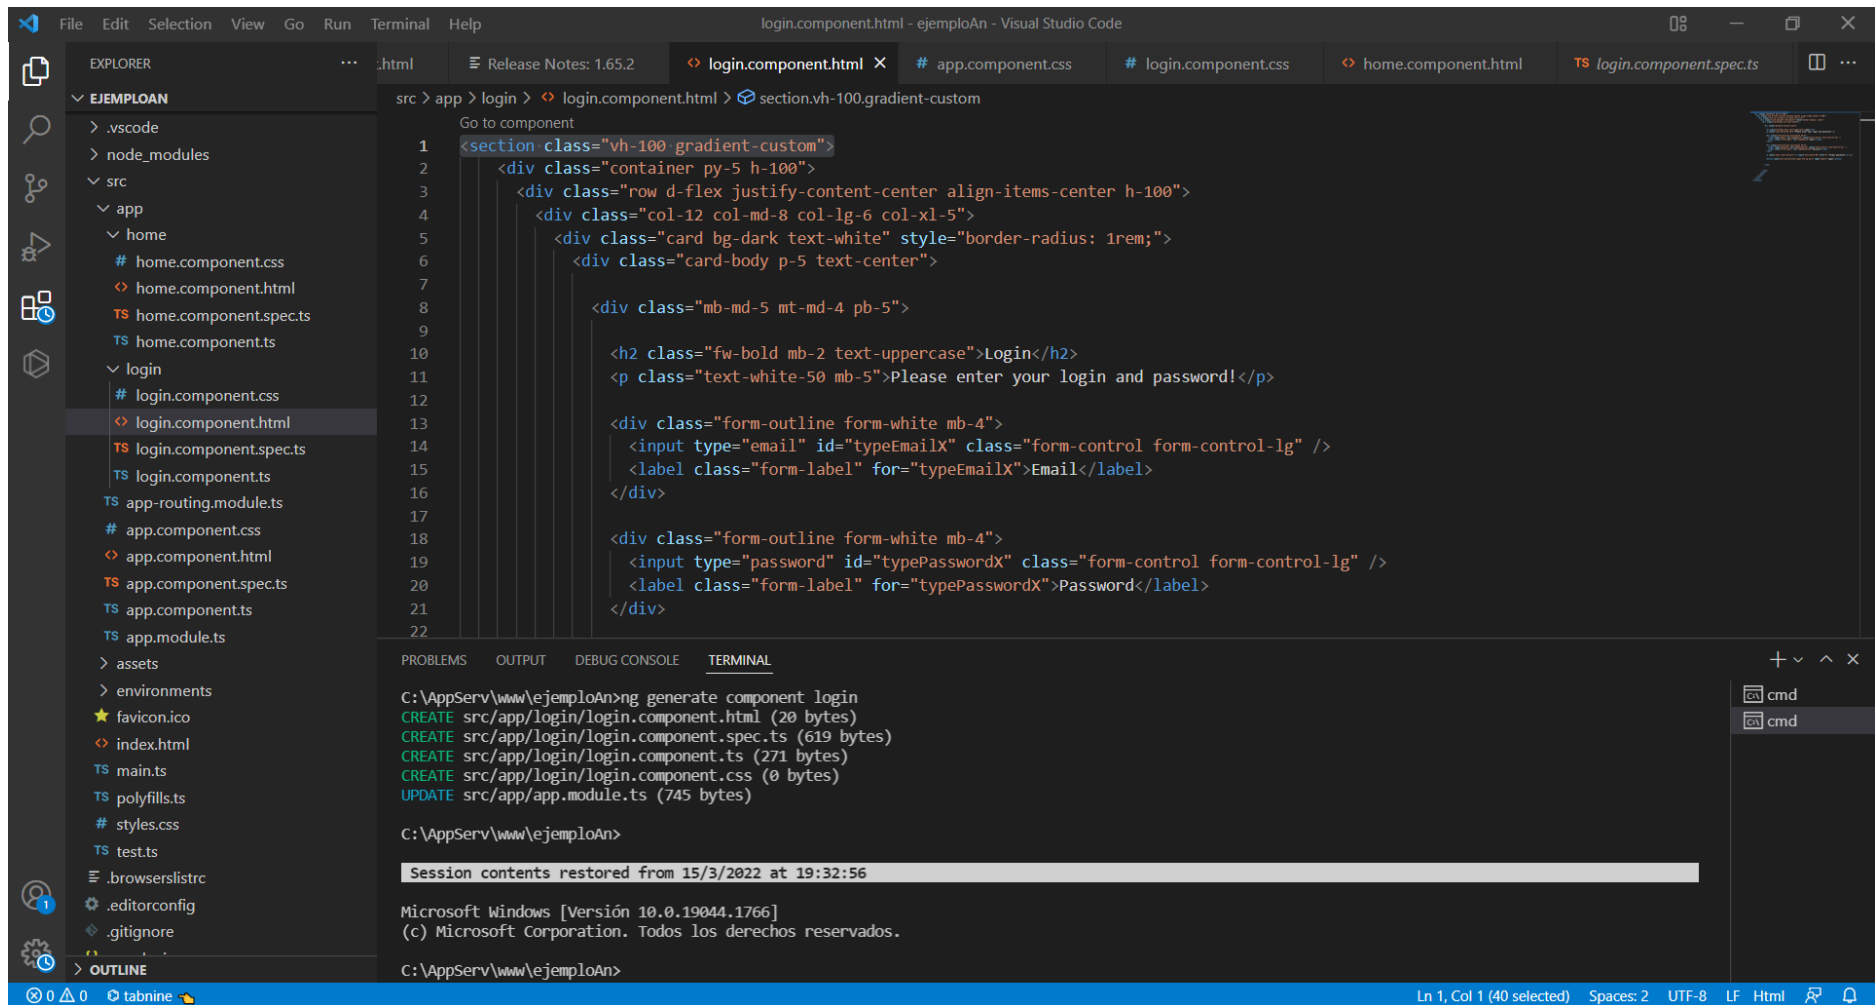 File Edit Selection View Go Run Terminal Help
login.component.html - ejemploAn - Visual Studio Code
EXPLORER
EJEMPLOAN
.vscode
node_modules
src
app
home
# home.component.css
<> home.component.html
TS home.component.spec.ts
TS home.component.ts
login
# login.component.css
<> login.component.html
TS login.component.spec.ts
TS login.component.ts
TS app-routing.module.ts
# app.component.css
<> app.component.html
TS app.component.spec.ts
TS app.component.ts
TS app.module.ts
assets
environments
favicon.ico
<> index.html
TS main.ts
TS polyfills.ts
# styles.css
TS test.ts
.browserslistrc
.editorconfig
.gitignore
OUTLINE
.html Release Notes: 1.65.2 <> login.component.html # app.component.css # login.component.css <> home.component.html TS login.component.spec.ts
src > app > login > <> login.component.html > section.vh-100.gradient-custom
Go to component
1 <section class="vh-100 gradient-custom">
2 <div class="container py-5 h-100">
3 <div class="row d-flex justify-content-center align-items-center h-100">
4 <div class="col-12 col-md-8 col-lg-6 col-xl-5">
5 <div class="card bg-dark text-white" style="border-radius: 1rem;">
6 <div class="card-body p-5 text-center">
7
8 <div class="mb-md-5 mt-md-4 pb-5">
9
10 <h2 class="fw-bold mb-2 text-uppercase">Login</h2>
11 <p class="text-white-50 mb-5">Please enter your login and password!</p>
12
13 <div class="form-outline form-white mb-4">
14 <input type="email" id="typeEmailX" class="form-control form-control-lg" />
15 <label class="form-label" for="typeEmailX">Email</label>
16 </div>
17
18 <div class="form-outline form-white mb-4">
19 <input type="password" id="typePasswordX" class="form-control form-control-lg" />
20 <label class="form-label" for="typePasswordX">Password</label>
21 </div>
22
PROBLEMS OUTPUT DEBUG CONSOLE TERMINAL
C:\AppServ\www\ejemploAn>ng generate component login
CREATE src/app/login/login.component.html (20 bytes)
CREATE src/app/login/login.component.spec.ts (619 bytes)
CREATE src/app/login/login.component.ts (271 bytes)
CREATE src/app/login/login.component.css (0 bytes)
UPDATE src/app/app.module.ts (745 bytes)
C:\AppServ\www\ejemploAn>
Session contents restored from 15/3/2022 at 19:32:56
Microsoft Windows [Versión 10.0.19044.1766]
(c) Microsoft Corporation. Todos los derechos reservados.
C:\AppServ\www\ejemploAn>
cmd
cmd
1
0 0 tabnine
Ln 1, Col 1 (40 selected) Spaces: 2 UTF-8 LF Html